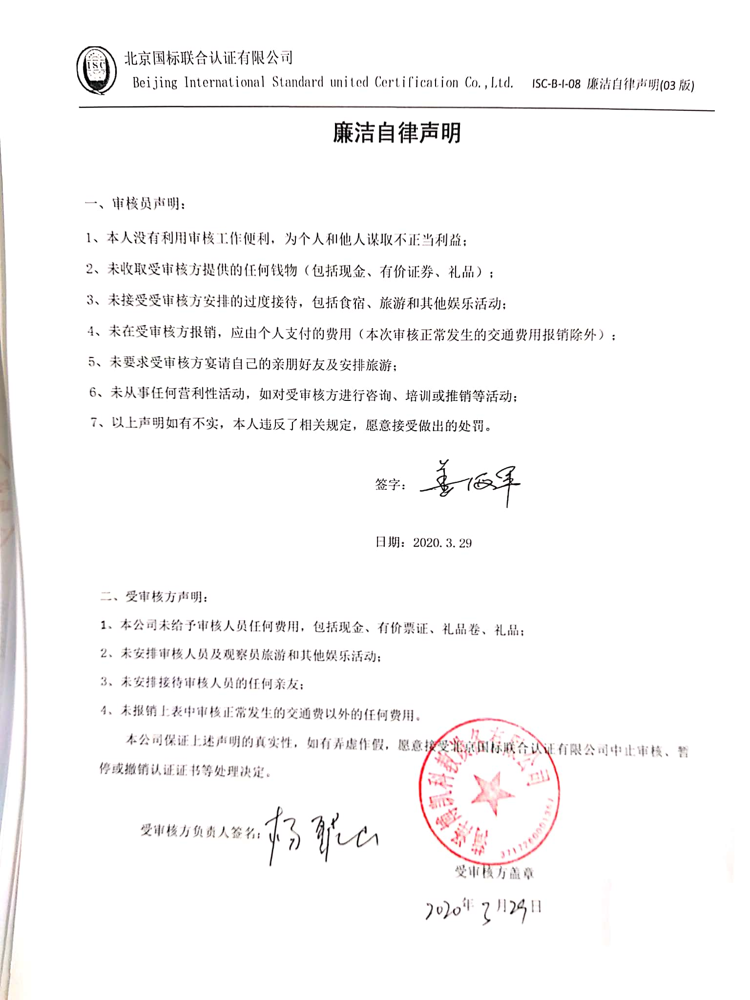 ISC
北京国标联合认证有限公司
Beijing International Standard united Certification Co.,Ltd. ISC-B-I-08 廉洁自律声明(03 版)
廉洁自律声明
一、审核员声明：
1、本人没有利用审核工作便利，为个人和他人谋取不正当利益；
2、未收取受审核方提供的任何钱物（包括现金、有价证券、礼品）；
3、未接受受审核方安排的过度接待，包括食宿、旅游和其他娱乐活动；
4、未在受审核方报销，应由个人支付的费用（本次审核正常发生的交通费用报销除外）；
5、未要求受审核方宴请自己的亲朋好友及安排旅游；
6、未从事任何营利性活动，如对受审核方进行咨询、培训或推销等活动；
7、以上声明如有不实，本人违反了相关规定，愿意接受做出的处罚。
签字：
日期：2020.3.29
二、受审核方声明：
1、本公司未给予审核人员任何费用，包括现金、有价票证、礼品卷、礼品；
2、未安排审核人员及观察员旅游和其他娱乐活动；
3、未安排接待审核人员的任何亲友；
4、未报销上表中审核正常发生的交通费以外的任何费用。
本公司保证上述声明的真实性，如有弄虚作假，愿意接受北京国标联合认证有限公司中止审核、暂
停或撤销认证证书等处理决定。
受审核方负责人签名：
受审核方盖章
2020年3月29日